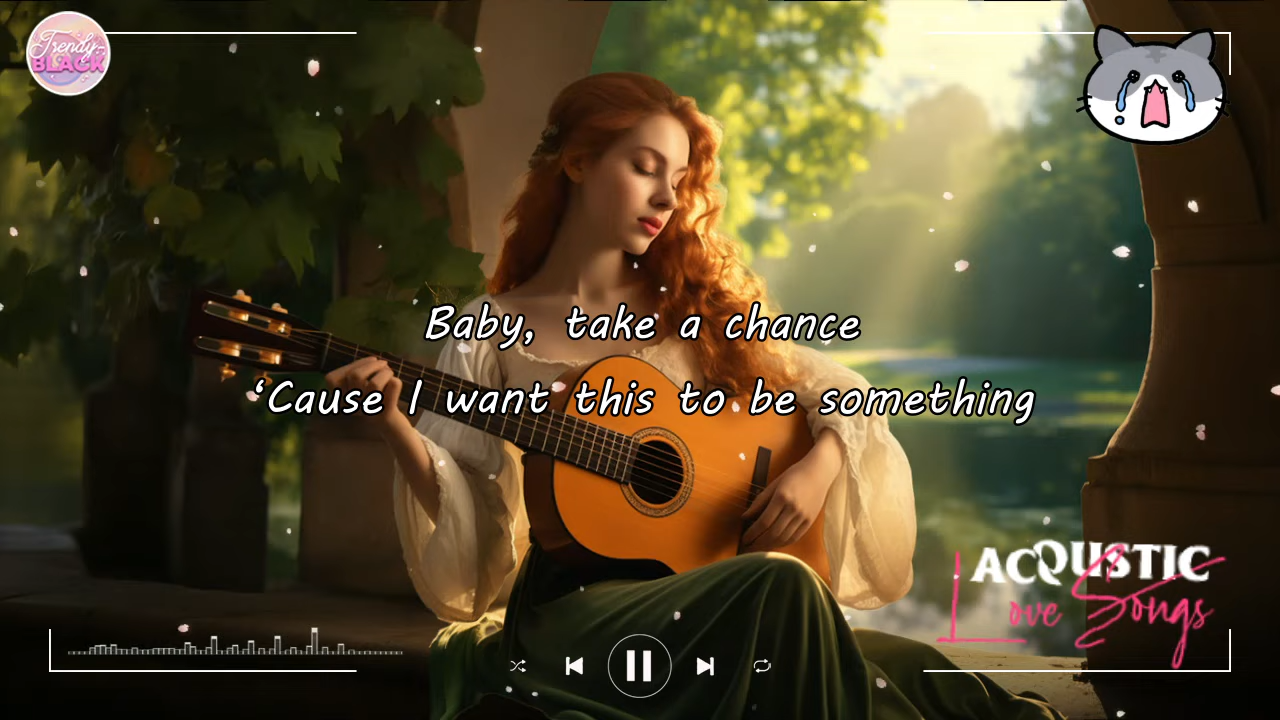 Trendy
BLACK
Baby, take a chance
‘Cause I want this to be something
ACOUSTIC
Love Songs